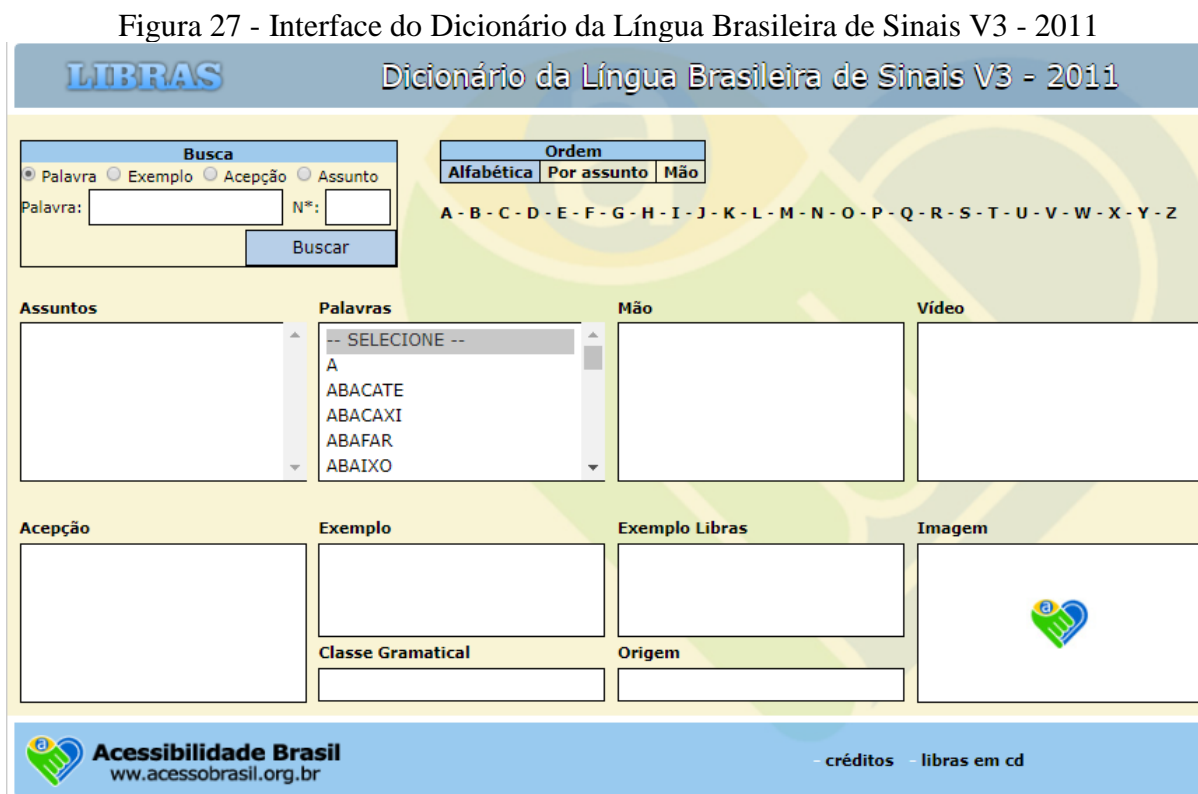 Figura 27 - Interface do Dicionário da Língua Brasileira de Sinais V3 - 2011
LIBRAS
Dicionário da Língua Brasileira de Sinais V3 - 2011
Busca
Palavra Exemplo Acepção Assunto
Palavra: N*:
Buscar
Ordem
Alfabética Por assunto Mão
A - B - C - D - E - F - G - H - I - J - K - L - M - N - O - P - Q - R - S - T - U - V - W - X - Y - Z
Assuntos
Palavras
-- SELECIONE --
A
ABACATE
ABACAXI
ABAFAR
ABAIXO
Mão
Vídeo
Acepção
Exemplo
Exemplo Libras
Imagem
a
Classe Gramatical
Origem
a
Acessibilidade Brasil
ww.acessobrasil.org.br
- créditos - libras em cd